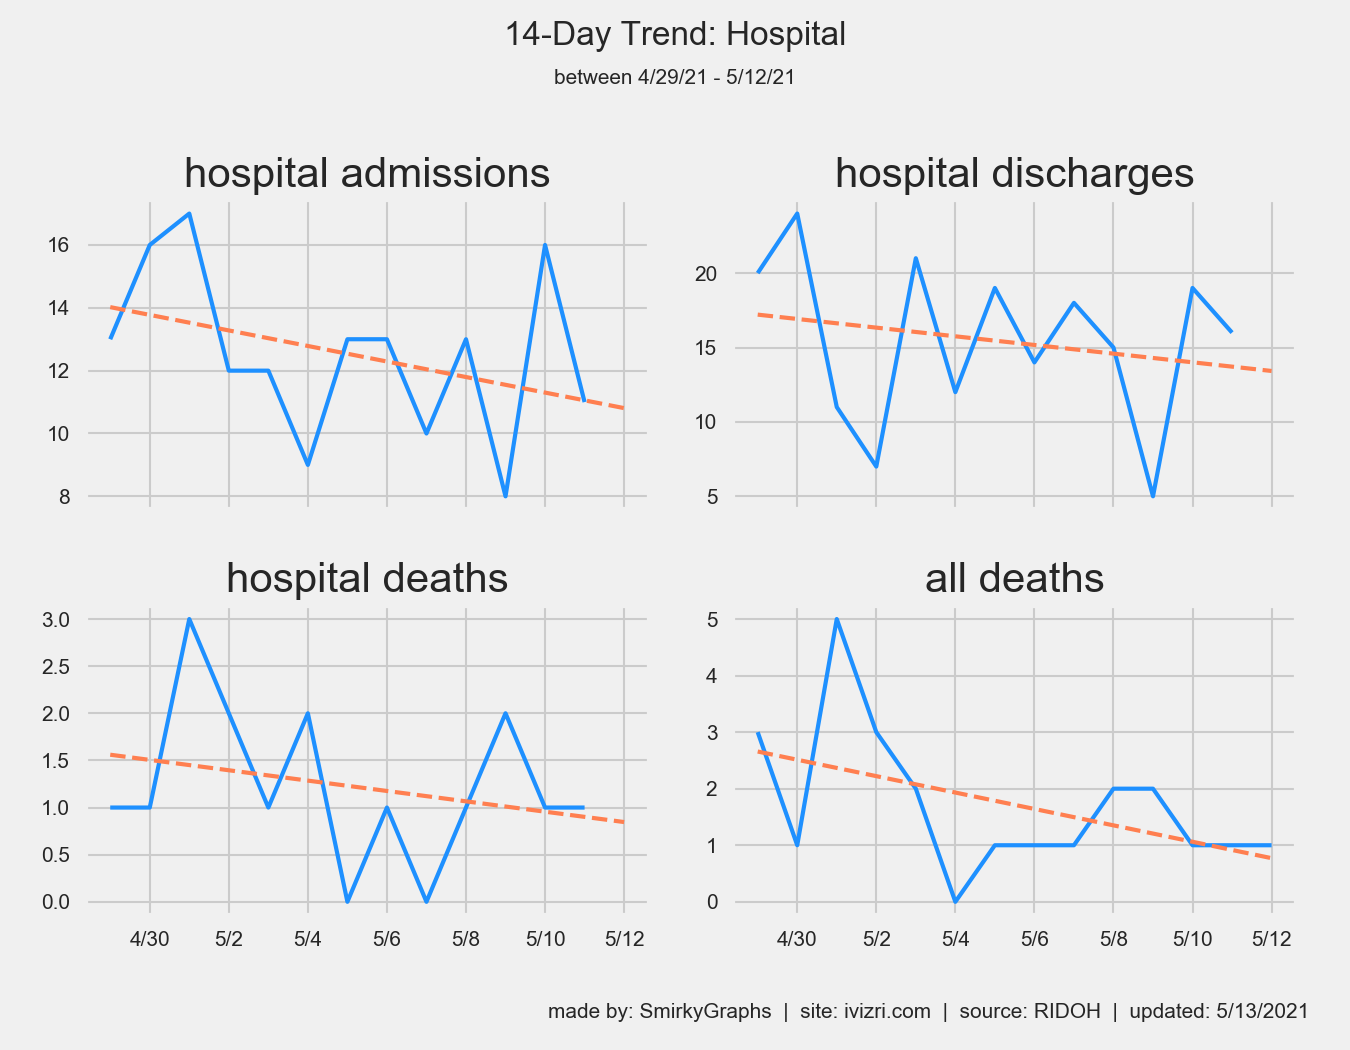 14-Day Trend: Hospital
between 4/29/21 - 5/12/21
hospital admissions
16
14
12
10
8
hospital discharges
20
15
10
5
hospital deaths
3.0
2.5
2.0
1.5
1.0
0.5
0.0
4/30 5/2 5/4 5/6 5/8 5/10 5/12
all deaths
5
4
3
2
1
0
4/30 5/2 5/4 5/6 5/8 5/10 5/12
made by: SmirkyGraphs | site: ivizri.com | source: RIDOH | updated: 5/13/2021